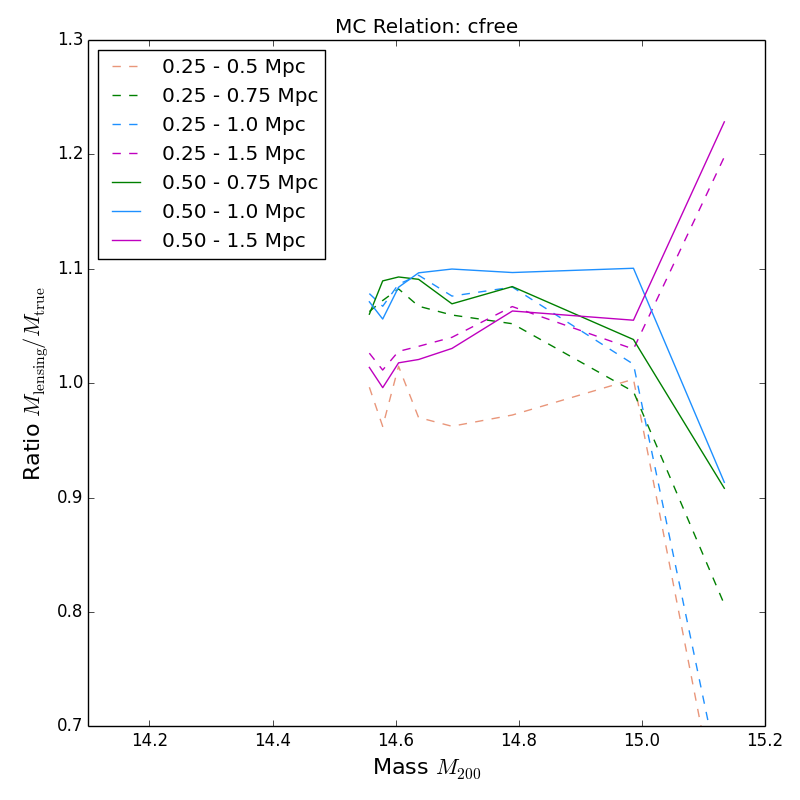 MC Relation: cfree
1.3
1.2
1.1
1.0
0.9
0.8
0.7
0.25 - 0.5 Mpc
0.25 - 0.75 Mpc
0.25 - 1.0 Mpc
0.25 - 1.5 Mpc
0.50 - 0.75 Mpc
0.50 - 1.0 Mpc
0.50 - 1.5 Mpc
Ratio M_lensing/M_true
14.2 14.4 14.6 14.8 15.0 15.2
Mass M_200